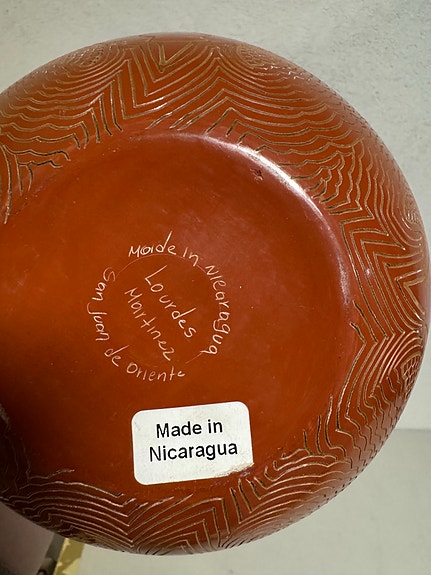 Made in Nicaragua
Lourdes
Martinez
San Juan de Oriente
Made in
Nicaragua